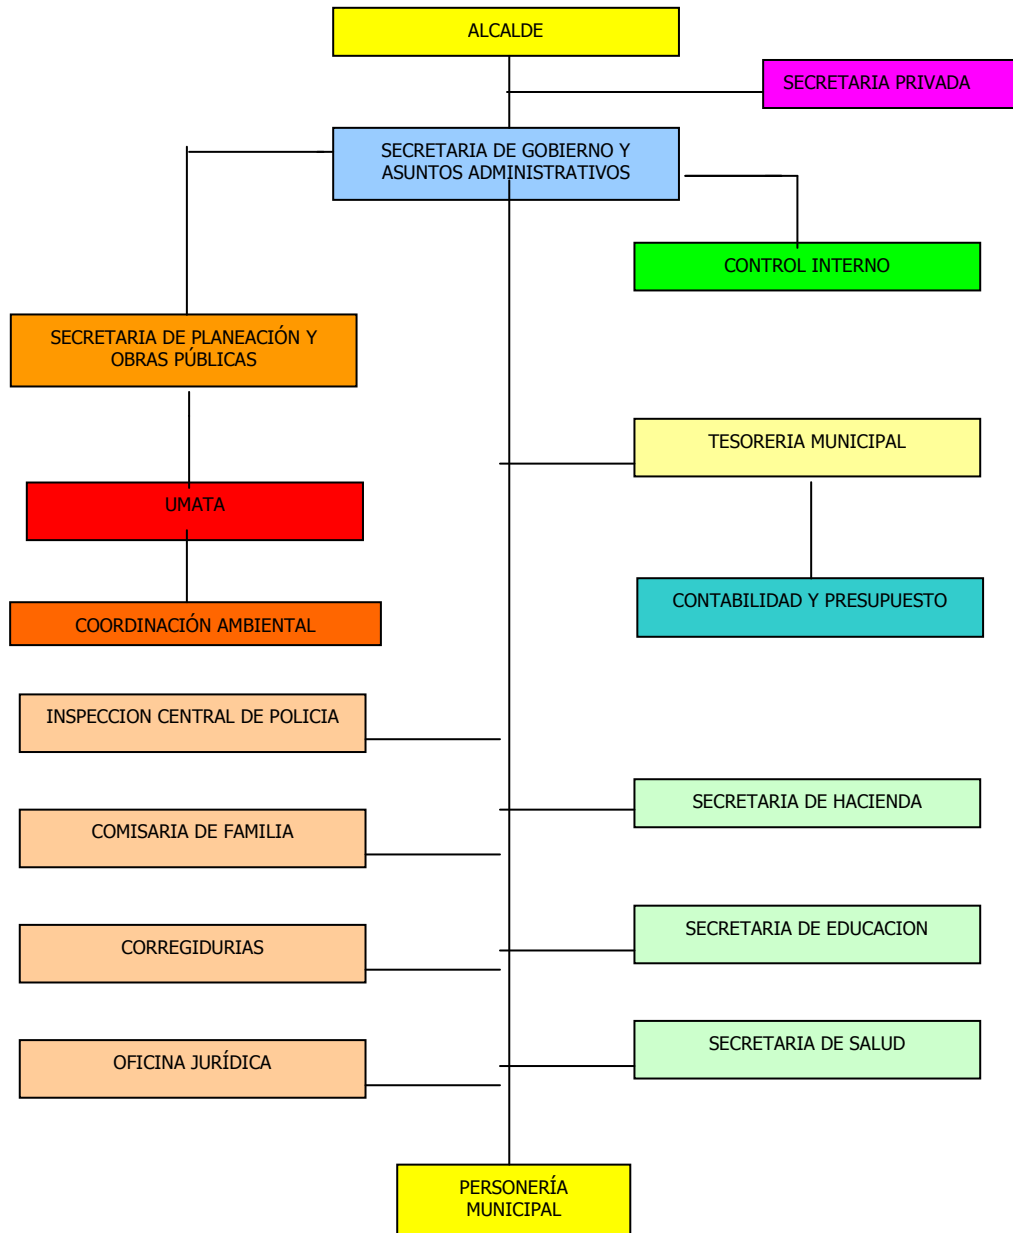 ALCALDE
SECRETARIA PRIVADA
SECRETARIA DE GOBIERNO Y
ASUNTOS ADMINISTRATIVOS
CONTROL INTERNO
SECRETARIA DE PLANEACIÓN Y
OBRAS PÚBLICAS
TESORERIA MUNICIPAL
UMATA
CONTABILIDAD Y PRESUPUESTO
COORDINACIÓN AMBIENTAL
INSPECCION CENTRAL DE POLICIA
SECRETARIA DE HACIENDA
COMISARIA DE FAMILIA
SECRETARIA DE EDUCACION
CORREGIDURIAS
SECRETARIA DE SALUD
OFICINA JURÍDICA
PERSONERÍA
MUNICIPAL